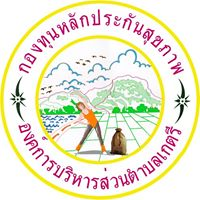 กองทุนหลักประกันสุขภาพ
องค์การบริหารส่วนตำบลเกตรี